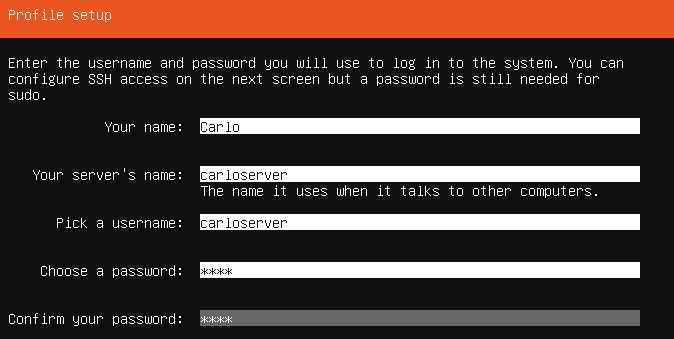 Profile setup
Enter the username and password you will use to log in to the system. You can
configure SSH access on the next screen but a password is still needed for
sudo.
Your name: Carlo
Your server's name: carloserver
The name it uses when it talks to other computers.
Pick a username: carloserver
Choose a password: ****
Confirm your password: ****